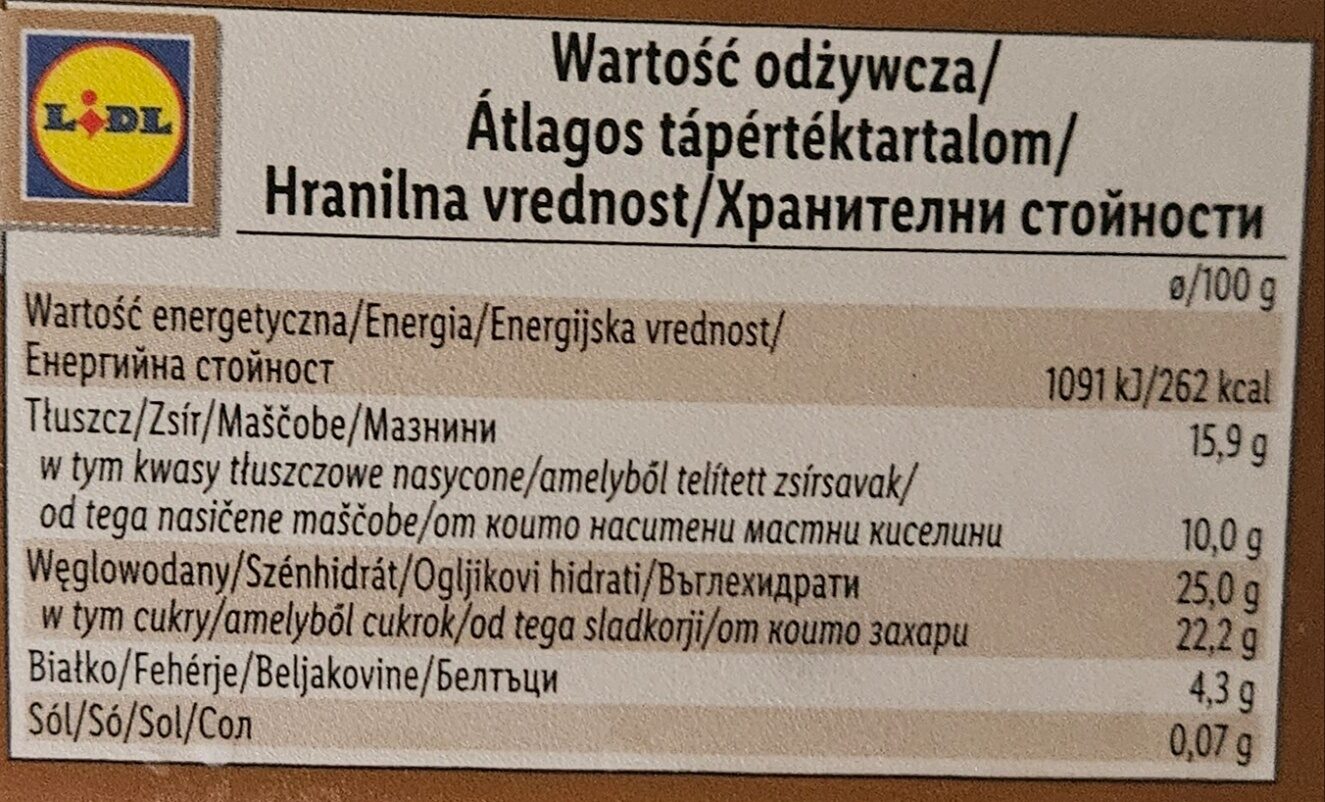 LIDL
Wartość odżywcza/
Átlagos tápértéktartalom/
Hranilna vrednost/Хранителни стойности
ø/100 g
Wartość energetyczna/Energia/Energijska vrednost/
Енергийна стойност 1091 kJ/262 kcal
Tłuszcz/Zsír/Maščobe/Мазнини 15,9 g
w tym kwasy tłuszczowe nasycone/amelyből telített zsírsavak/
od tega nasičene maščobe/от които наситени мастни киселини 10,0 g
Węglowodany/Szénhidrát/Ogljikovi hidrati/Въглехидрати 25,0 g
w tym cukry/amelyből cukrok/od tega sladkorji/от които захари 22,2 g
Białko/Fehérje/Beljakovine/Белтъци 4,3 g
Sól/Só/Sol/Сол 0,07 g